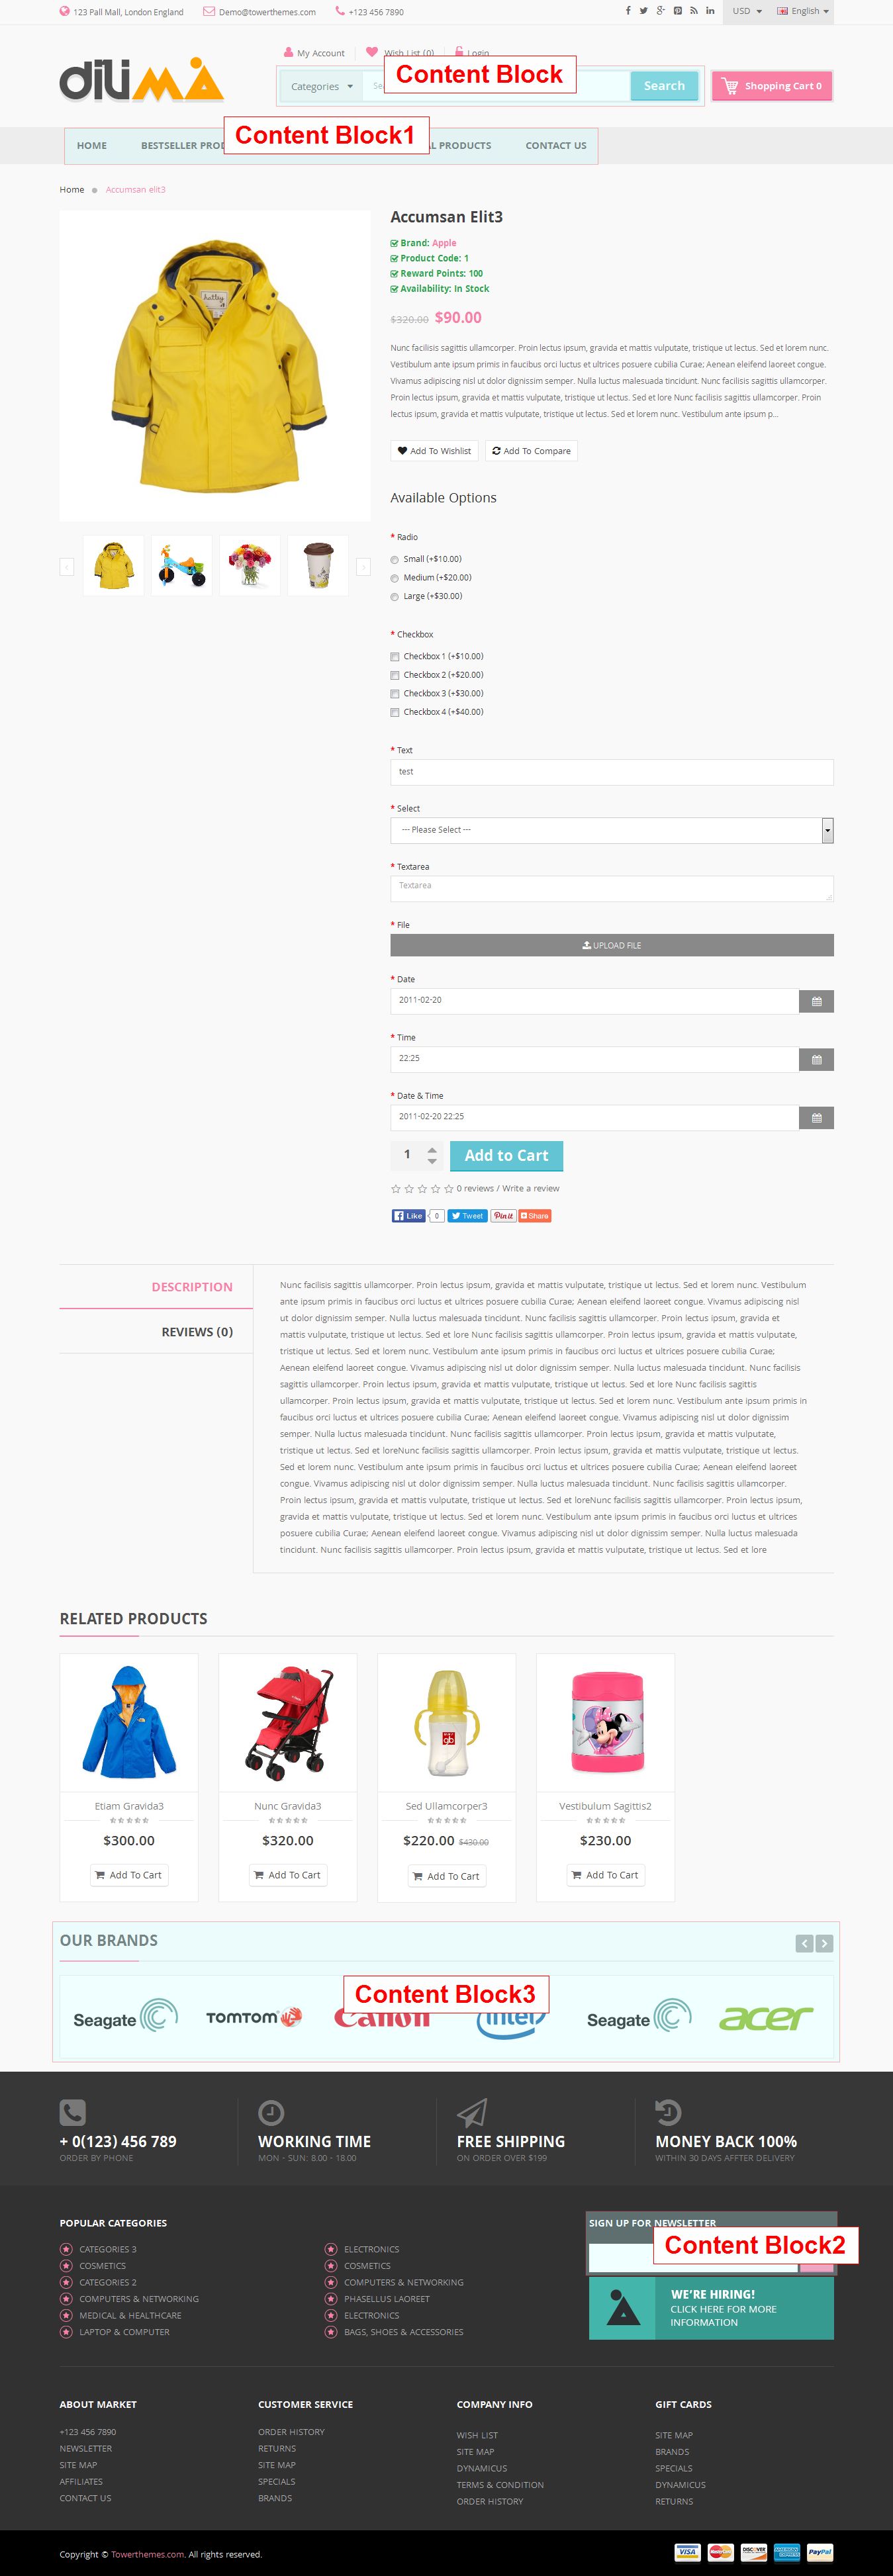 123 Pall Mall, London England
Demo@towerthemes.com
+123 456 7890
USD
English
My Account
Wish List (0)
Login
dilima
Categories
Content Block
Search
Shopping Cart 0
Content Block1
HOME
BESTSELLER PROD
L PRODUCTS
CONTACT US
Home
Accumsan elit3
Accumsan Elit3
Brand: Apple
Product Code: 1
Reward Points: 100
Availability: In Stock
$320.00 $90.00
Nunc facilisis sagittis ullamcorper. Proin lectus ipsum, gravida et mattis vulputate, tristique ut lectus. Sed et lorem nunc.
Vestibulum ante ipsum primis in faucibus orci luctus et ultrices posuere cubilia Curae; Aenean eleifend laoreet congue.
Vivamus adipiscing nisl ut dolor dignissim semper. Nulla luctus malesuada tincidunt. Nunc facilisis sagittis ullamcorper.
Proin lectus ipsum, gravida et mattis vulputate, tristique ut lectus. Sed et lore Nunc facilisis sagittis ullamcorper. Proin
lectus ipsum, gravida et mattis vulputate, tristique ut lectus. Sed et lorem nunc. Vestibulum ante ipsum p...
Add To Wishlist
Add To Compare
hatley
Available Options
* Radio
Small (+$10.00)
Medium (+$20.00)
Large (+$30.00)
* Checkbox
Checkbox 1 (+$10.00)
Checkbox 2 (+$20.00)
Checkbox 3 (+$30.00)
Checkbox 4 (+$40.00)
* Text
test
* Select
--- Please Select ---
* Textarea
Textarea
* File
UPLOAD FILE
* Date
2011-02-20
* Time
22:25
* Date & Time
2011-02-20 22:25
1
Add to Cart
0 reviews / Write a review
Like 0 Tweet Pin it Share
DESCRIPTION
REVIEWS (0)
Nunc facilisis sagittis ullamcorper. Proin lectus ipsum, gravida et mattis vulputate, tristique ut lectus. Sed et lorem nunc. Vestibulum
ante ipsum primis in faucibus orci luctus et ultrices posuere cubilia Curae; Aenean eleifend laoreet congue. Vivamus adipiscing nisl
ut dolor dignissim semper. Nulla luctus malesuada tincidunt. Nunc facilisis sagittis ullamcorper. Proin lectus ipsum, gravida et
mattis vulputate, tristique ut lectus. Sed et lore Nunc facilisis sagittis ullamcorper. Proin lectus ipsum, gravida et mattis vulputate,
tristique ut lectus. Sed et lorem nunc. Vestibulum ante ipsum primis in faucibus orci luctus et ultrices posuere cubilia Curae;
Aenean eleifend laoreet congue. Vivamus adipiscing nisl ut dolor dignissim semper. Nulla luctus malesuada tincidunt. Nunc facilisis
sagittis ullamcorper. Proin lectus ipsum, gravida et mattis vulputate, tristique ut lectus. Sed et lore Nunc facilisis sagittis
ullamcorper. Proin lectus ipsum, gravida et mattis vulputate, tristique ut lectus. Sed et lorem nunc. Vestibulum ante ipsum primis in
faucibus orci luctus et ultrices posuere cubilia Curae; Aenean eleifend laoreet congue. Vivamus adipiscing nisl ut dolor dignissim
semper. Nulla luctus malesuada tincidunt. Nunc facilisis sagittis ullamcorper. Proin lectus ipsum, gravida et mattis vulputate,
tristique ut lectus. Sed et loreNunc facilisis sagittis ullamcorper. Proin lectus ipsum, gravida et mattis vulputate, tristique ut lectus.
Sed et lorem nunc. Vestibulum ante ipsum primis in faucibus orci luctus et ultrices posuere cubilia Curae; Aenean eleifend laoreet
congue. Vivamus adipiscing nisl ut dolor dignissim semper. Nulla luctus malesuada tincidunt. Nunc facilisis sagittis ullamcorper.
Proin lectus ipsum, gravida et mattis vulputate, tristique ut lectus. Sed et loreNunc facilisis sagittis ullamcorper. Proin lectus ipsum,
gravida et mattis vulputate, tristique ut lectus. Sed et lorem nunc. Vestibulum ante ipsum primis in faucibus orci luctus et ultrices
posuere cubilia Curae; Aenean eleifend laoreet congue. Vivamus adipiscing nisl ut dolor dignissim semper. Nulla luctus malesuada
tincidunt. Nunc facilisis sagittis ullamcorper. Proin lectus ipsum, gravida et mattis vulputate, tristique ut lectus. Sed et lore
RELATED PRODUCTS
gb
Etiam Gravida3
Nunc Gravida3
Sed Ullamcorper3
Vestibulum Sagittis2
$300.00
$320.00
$220.00 $430.00
$230.00
Add To Cart
Add To Cart
Add To Cart
Add To Cart
OUR BRANDS
Content Block3
Seagate
TOMTOM
Canon
intel
Seagate
acer
+ 0(123) 456 789
ORDER BY PHONE
WORKING TIME
MON - SUN: 8.00 - 18.00
FREE SHIPPING
ON ORDER OVER $199
MONEY BACK 100%
WITHIN 30 DAYS AFFTER DELIVERY
POPULAR CATEGORIES
CATEGORIES 3
COSMETICS
CATEGORIES 2
COMPUTERS & NETWORKING
MEDICAL & HEALTHCARE
LAPTOP & COMPUTER
ELECTRONICS
COSMETICS
COMPUTERS & NETWORKING
PHASELLUS LAOREET
ELECTRONICS
BAGS, SHOES & ACCESSORIES
SIGN UP FOR NEWSLETTER
Content Block2
WE'RE HIRING!
CLICK HERE FOR MORE
INFORMATION
ABOUT MARKET
+123 456 7890
NEWSLETTER
SITE MAP
AFFILIATES
CONTACT US
CUSTOMER SERVICE
ORDER HISTORY
RETURNS
SITE MAP
SPECIALS
BRANDS
COMPANY INFO
WISH LIST
SITE MAP
DYNAMICUS
TERMS & CONDITION
ORDER HISTORY
GIFT CARDS
SITE MAP
BRANDS
SPECIALS
DYNAMICUS
RETURNS
Copyright © Towerthemes.com. All rights reserved.
VISA
MasterCard
DISCOVER
AMERICAN EXPRESS
PayPal